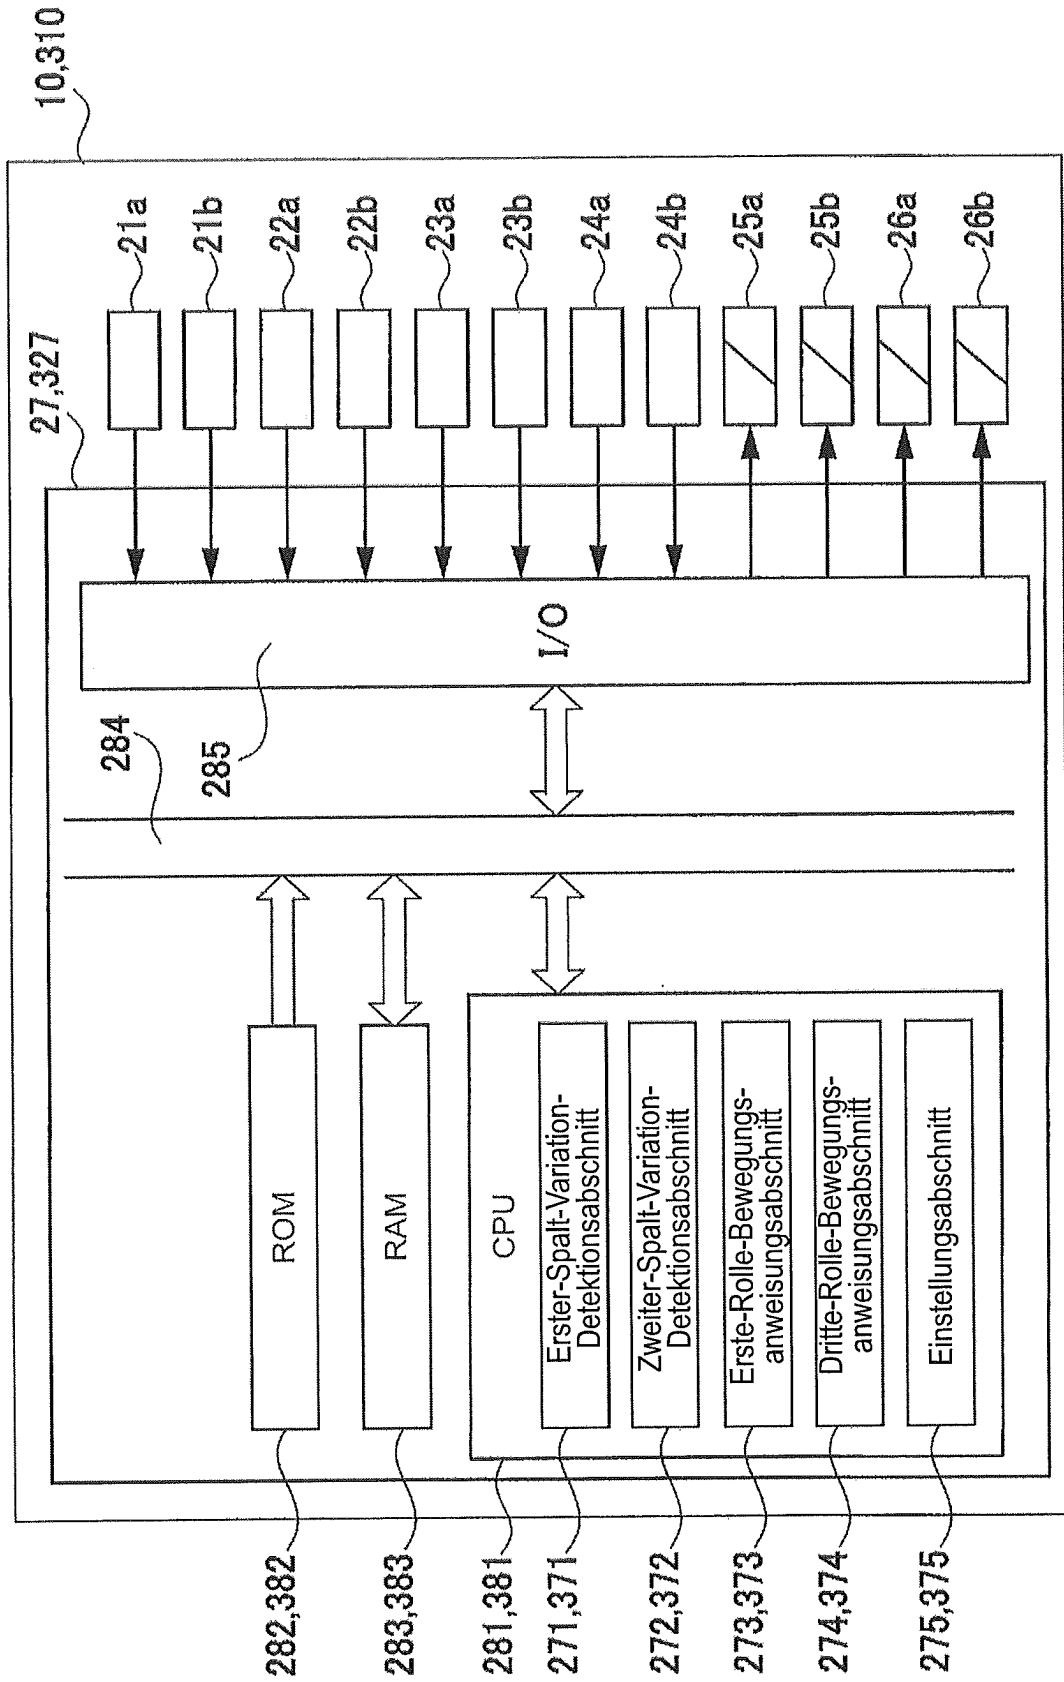 10,310
27,327
21a
21b
22a
22b
23a
23b
24a
24b
25a
25b
26a
26b
284
285
I/O
ROM
RAM
CPU
Erster-Spalt-Variation-
Detektionsabschnitt
Zweiter-Spalt-Variation-
Detektionsabschnitt
Erste-Rolle-Bewegungs-
anweisungsabschnitt
Dritte-Rolle-Bewegungs-
anweisungsabschnitt
Einstellungsabschnitt
282,382
283,383
281,381
271,371
272,372
273,373
274,374
275,375